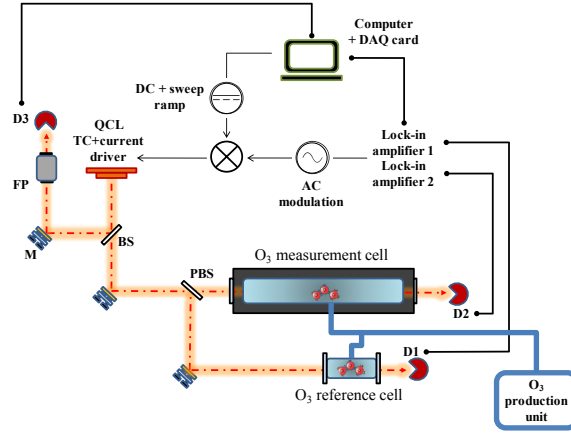 Computer
+ DAQ card
DC + sweep
ramp
D3
QCL
TC+current
driver
Lock-in
amplifier 1
Lock-in
amplifier 2
FP
AC
modulation
M
BS
PBS
O₃ measurement cell
D2
D1
O₃ reference cell
O₃
production
unit